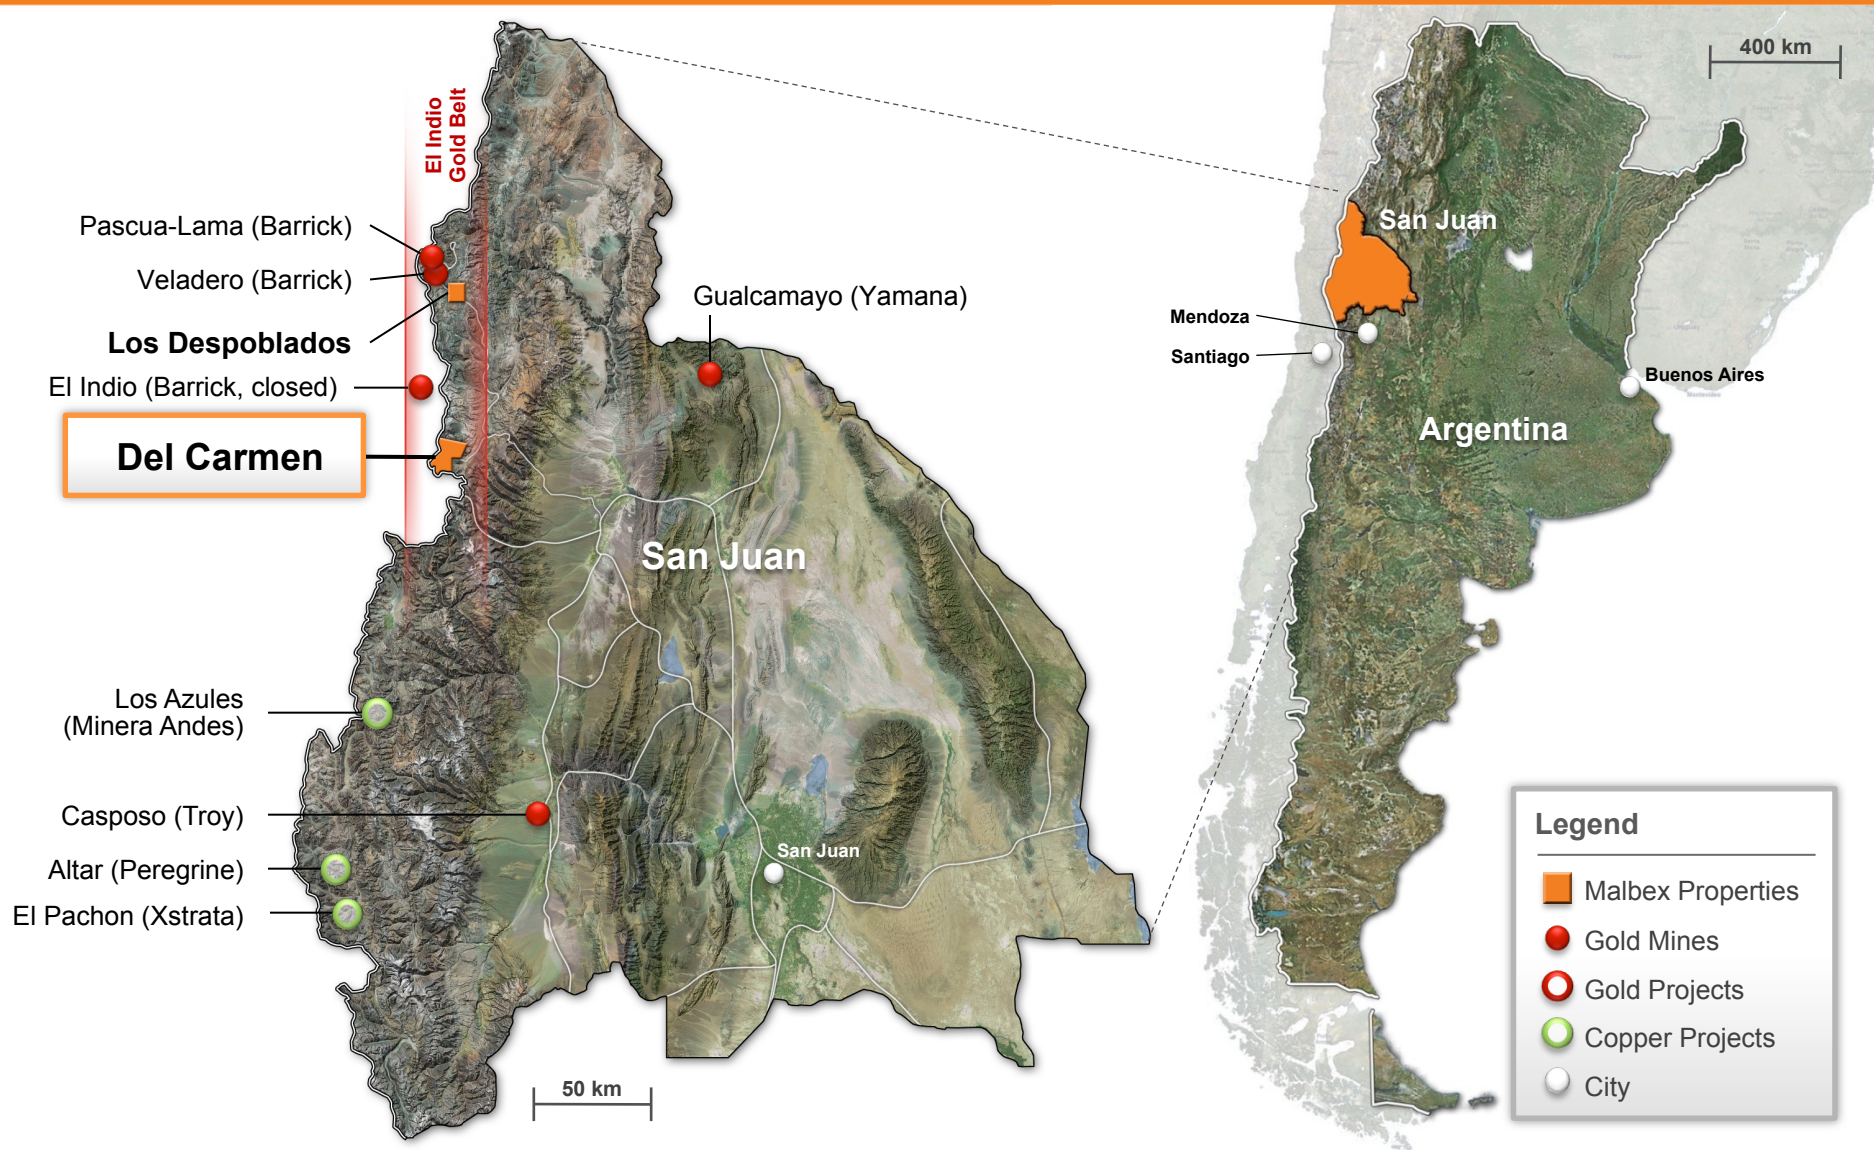 El Indio
Gold Belt
Pascua-Lama (Barrick)
Veladero (Barrick)
Los Despoblados
El Indio (Barrick, closed)
Del Carmen
Gualcamayo (Yamana)
San Juan
Los Azules
(Minera Andes)
Casposo (Troy)
Altar (Peregrine)
El Pachon (Xstrata)
San Juan
50 km
400 km
San Juan
Mendoza
Santiago
Buenos Aires
Argentina
Legend
Malbex Properties
Gold Mines
Gold Projects
Copper Projects
City